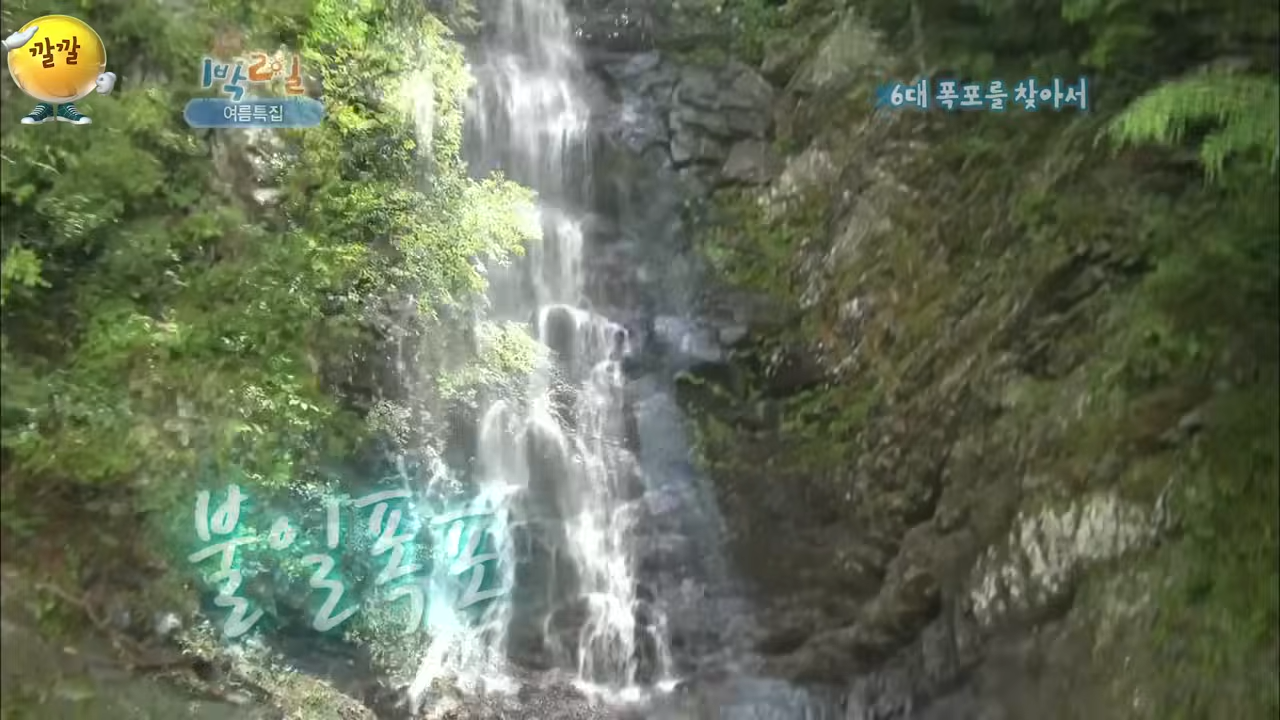 깔깔
1박2일
여름특집
6대 폭포를 찾아서
불일폭포